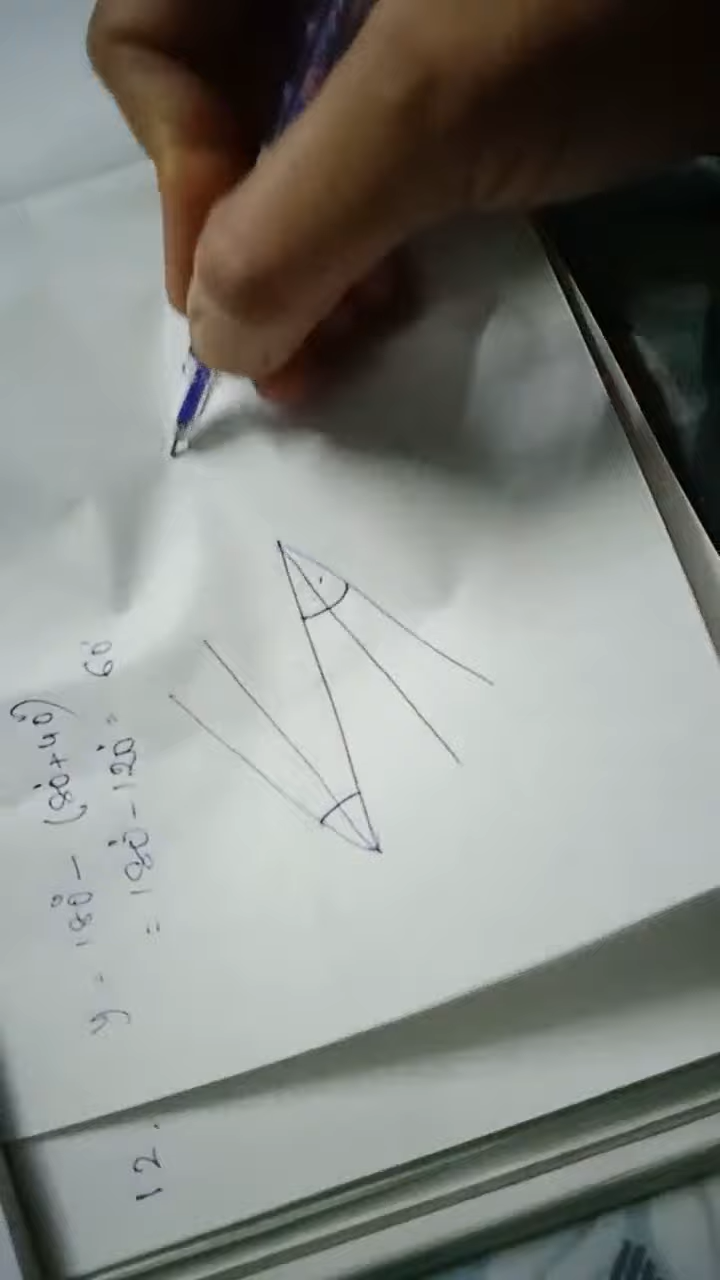 y = 180° - (80° + 40°)
= 180° - 120° = 60°
12.